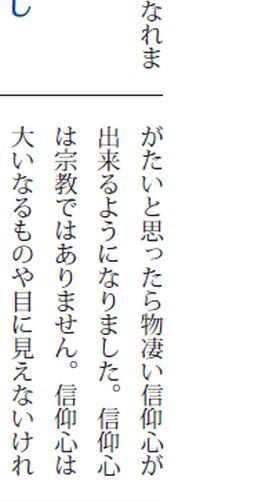 なれま
し
がたいと思ったら物凄い信仰心が
出来るようになりました。信仰心
は宗教ではありません。信仰心は
大いなるものや目に見えないけれ